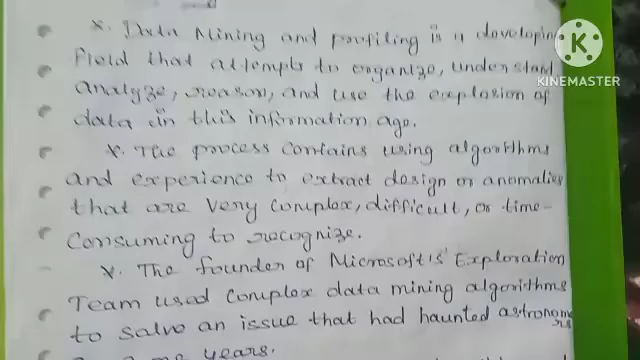 *. Data Mining and profiling is a developing
field that attempts to organize, understand
analyze, reason, and use the explosion of
data in this information age.
*. The process contains using algorithms
and experience to extract design or anomalies
that are very complex, difficult, or time-
consuming to recognize.
*. The founder of Microsoft's' Exploration
Team used complex data mining algorithms
to salve an issue that had haunted astronomers
years.
KINEMASTER